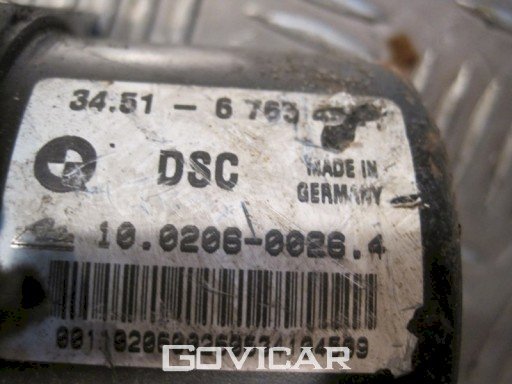 34.51 - 6 763
DSC
MADE IN
GERMANY
10.0206-0026.4
GOVICAR